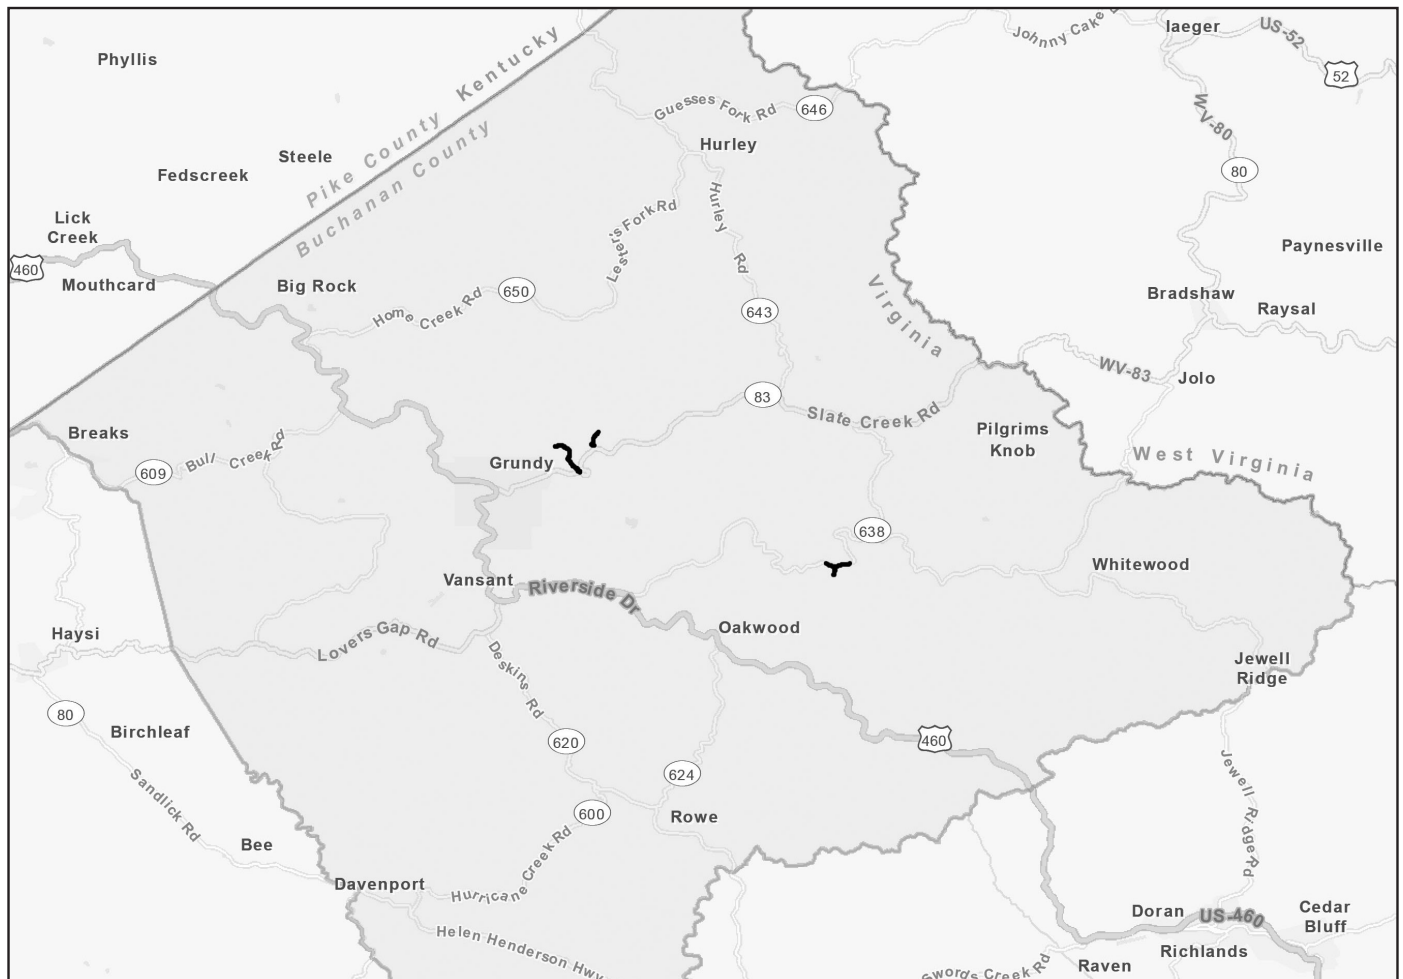 Iaeger
US-52
Johnny Cake
52
Phyllis
Kentucky
Pike County
Buchanan County
Guesses Fork Rd
646
WV-80
Hurley
Steele
Fedscreek
80
Lick
Creek
Hurley Rd
Lester's Fork Rd
Paynesville
460
Mouthcard
Big Rock
650
Home Creek Rd
643
Virginia
Bradshaw
Raysal
WV-83
Jolo
83
Slate Creek Rd
Pilgrims
Knob
Breaks
609
Bull Creek Rd
Grundy
West Virginia
638
Whitewood
Vansant
Riverside Dr
Haysi
Lovers Gap Rd
Oakwood
Deskins Rd
Jewell
Ridge
80
Birchleaf
620
460
Sandlick Rd
624
600
Rowe
Jewell Ridge Rd
Bee
Davenport
Hurricane Creek Rd
Helen Henderson Hwy
Doran
US-460
Cedar
Bluff
Richlands
Raven
Creek Rd